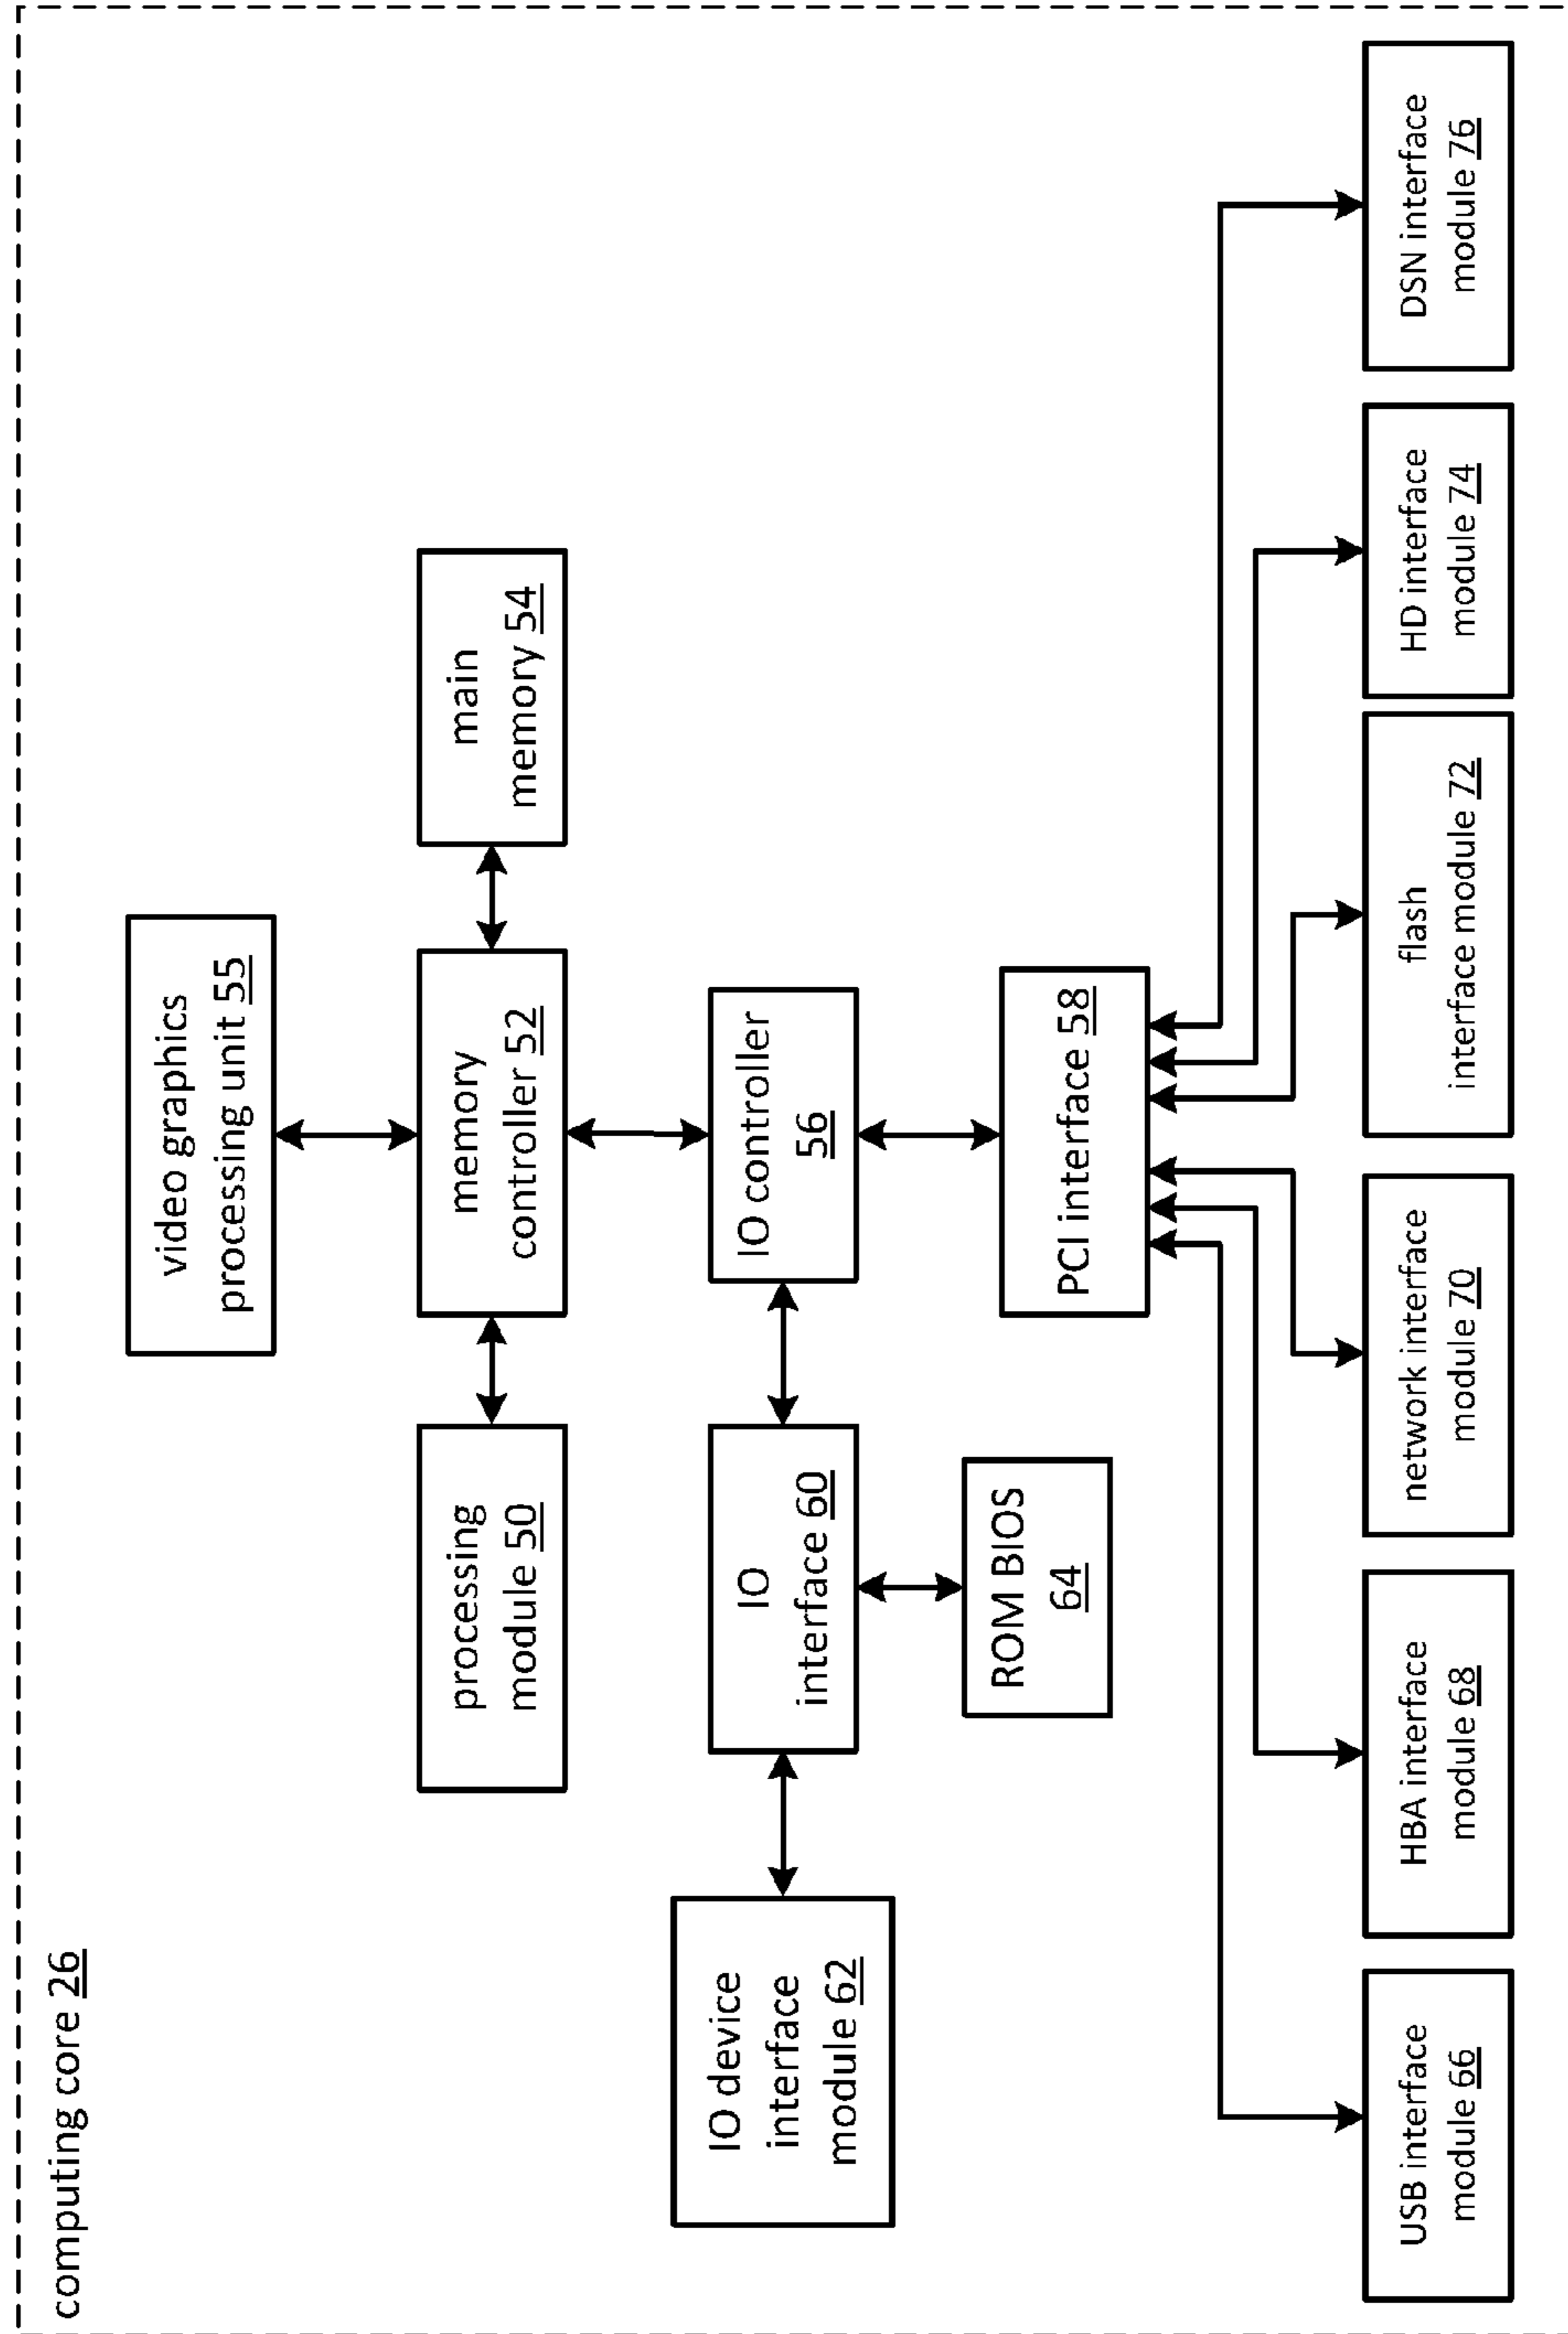 computing core 26
video graphics
processing unit 55
processing
module 50
memory
controller 52
main
memory 54
IO device
interface
module 62
IO
interface 60
IO controller
56
ROM BIOS
64
PCI interface 58
USB interface
module 66
HBA interface
module 68
network interface
module 70
flash
interface module 72
HD interface
module 74
DSN interface
module 76